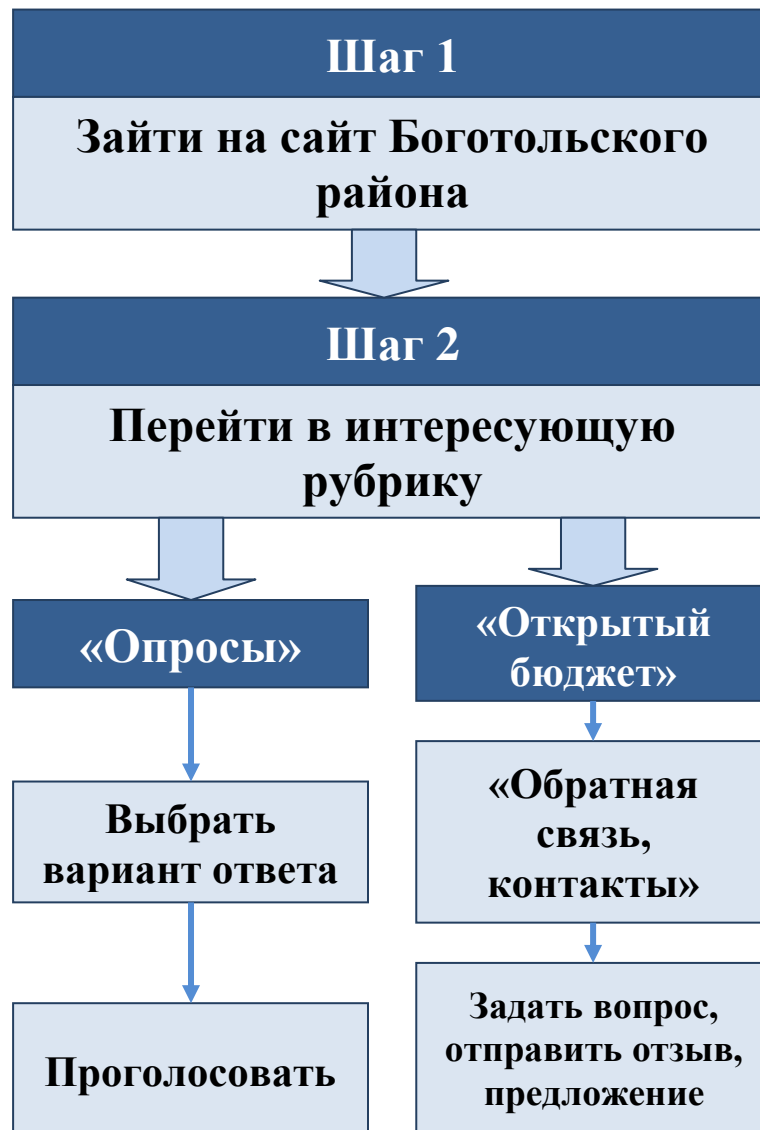 Шаг 1
Зайти на сайт Боготольского
района
Шаг 2
Перейти в интересующую
рубрику
«Опросы»
Выбрать
вариант ответа
Проголосовать
«Открытый
бюджет»
«Обратная
связь,
контакты»
Задать вопрос,
отправить отзыв,
предложение